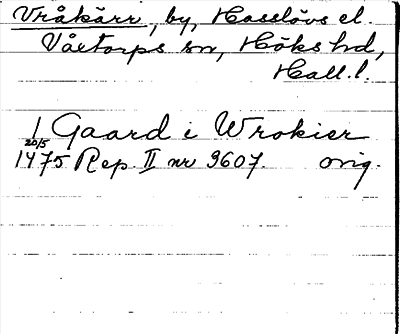 Vråkärr, by, Hasslövs el.
Våxtorps sn, Höks hd,
Hall. l.
1 Gaard i Wrokier
20/5
1475 Rep. II nr 3607. orig.